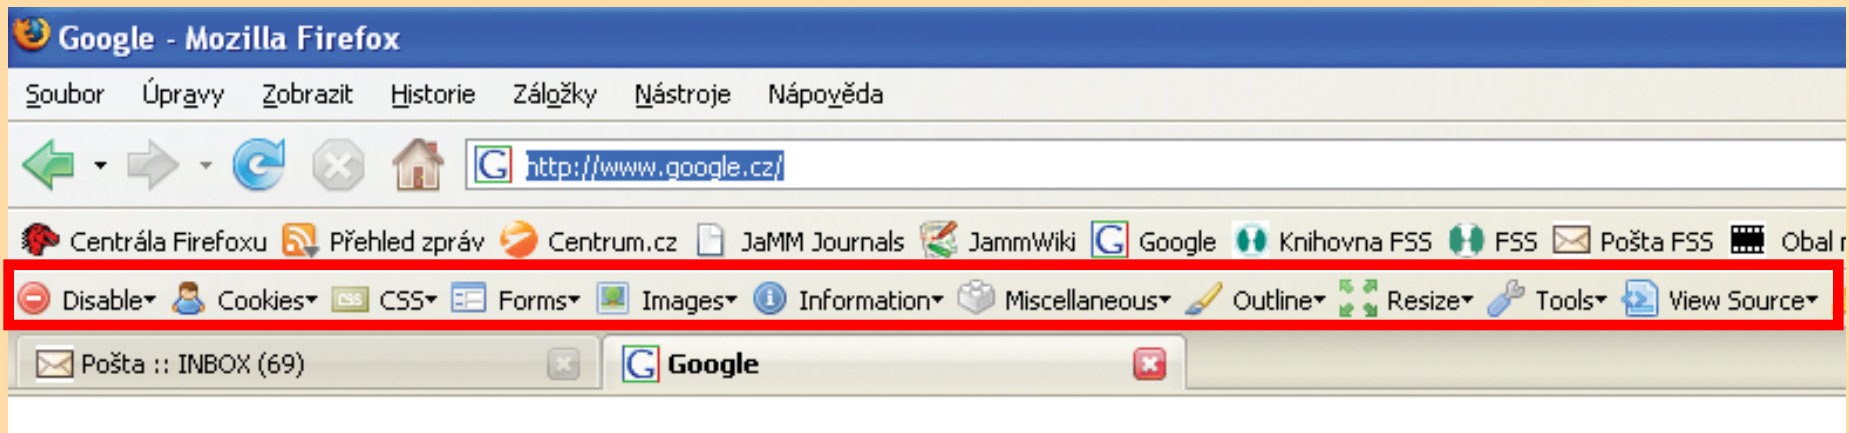 Google - Mozilla Firefox
Soubor Úpravy Zobrazit Historie Záložky Nástroje Nápověda
http://www.google.cz/
Centrála Firefoxu Přehled zpráv Centrum.cz JaMM Journals JammWiki Google Knihovna FSS FSS Pošta FSS Obal
Disable Cookies CSS CSS Forms Images Information Miscellaneous Outline Resize Tools View Source
Pošta :: INBOX (69) Google